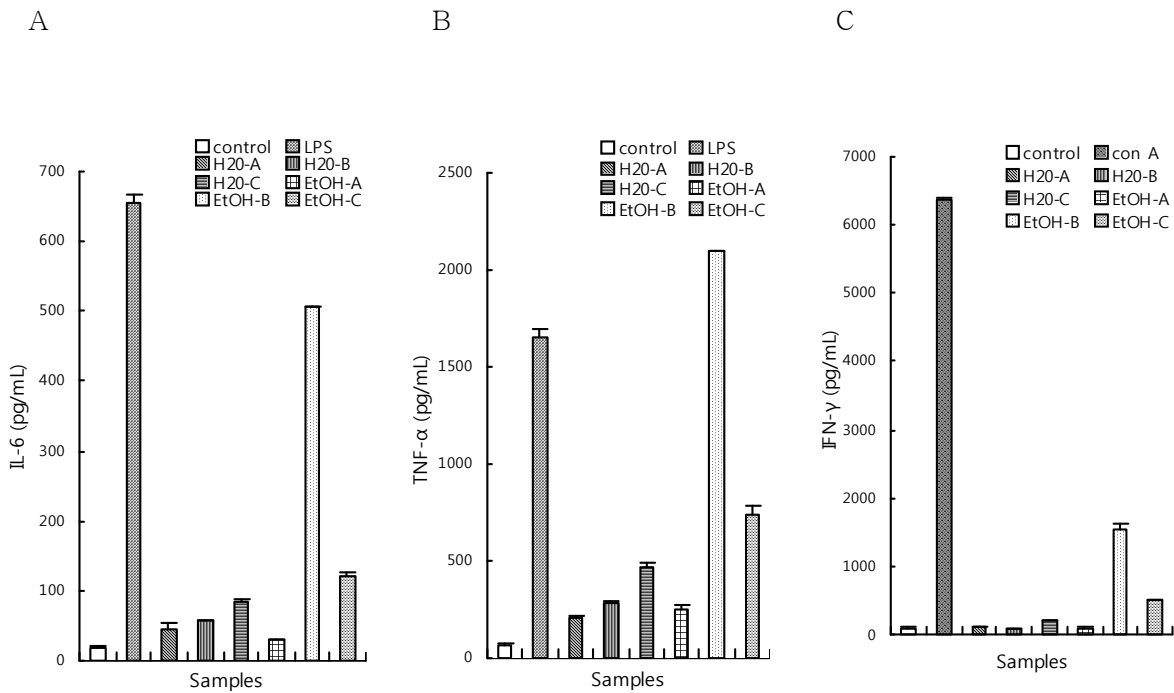 A
B
C
control LPS
H20-A H20-B
H20-C EtOH-A
EtOH-B EtOH-C
700
600
500
400
300
200
100
0
IL-6 (pg/mL)
Samples
control LPS
H20-A H20-B
H20-C EtOH-A
EtOH-B EtOH-C
2500
2000
1500
1000
500
0
TNF-α (pg/mL)
Samples
control con A
H20-A H20-B
H20-C EtOH-A
EtOH-B EtOH-C
7000
6000
5000
4000
3000
2000
1000
0
IFN-γ (pg/mL)
Samples